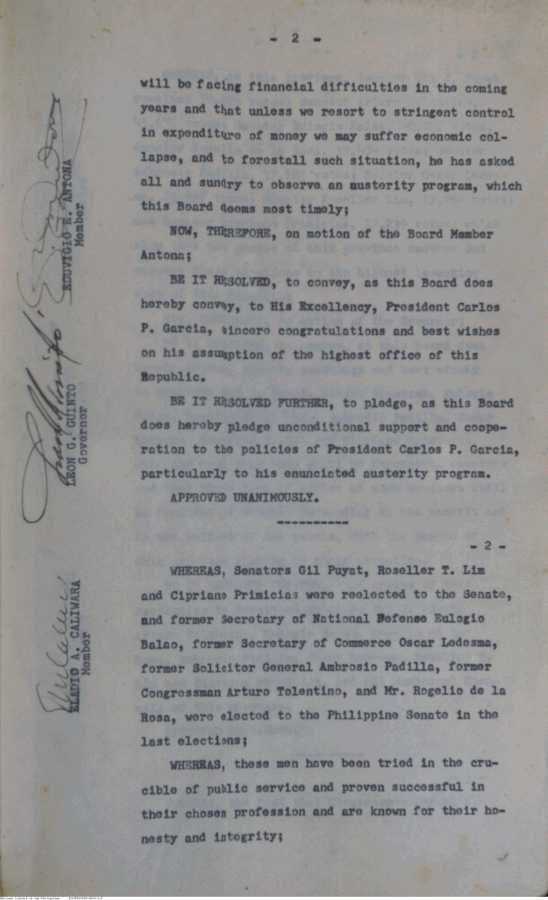 - 2 -
will be facing financial difficulties in the coming
years and that unless we resort to stringent control
in expenditure of money we may suffer economic col-
lapse, and to forestall such situation, he has asked
all and sundry to observe an austerity program, which
this Board deems most timely;
NOW, THEREFORE, on motion of the Board Member
Antona;
BE IT RESOLVED, to convey, as this Board does
hereby convey, to His Excellency, President Carlos
P. Garcia, sincere congratulations and best wishes
on his assumption of the highest office of this
Republic.
BE IT RESOLVED FURTHER, to pledge, as this Board
does hereby pledge unconditional support and coope-
ration to the policies of President Carlos P. Garcia,
particularly to his enunciated austerity program.
APPROVED UNANIMOUSLY.
----------
- 2 -
WHEREAS, Senators Gil Puyat, Roseller T. Lim
and Cipriano Primicias were reelected to the Senate,
and former Secretary of National Defense Eulogio
Balao, former Secretary of Commerce Oscar Ledesma,
former Solicitor General Ambrosio Padilla, former
Congressman Arturo Tolentino, and Mr. Rogelio de la
Rosa, were elected to the Philippine Senate in the
last elections;
WHEREAS, these men have been tried in the cru-
cible of public service and proven successful in
their choses profession and are known for their ho-
nesty and integrity;
EDUVIGIO R. ANTONA
Member
LEON G. GUINTO
Governor
ELADIO A. CALIWARA
Member
National Library of the Philippines